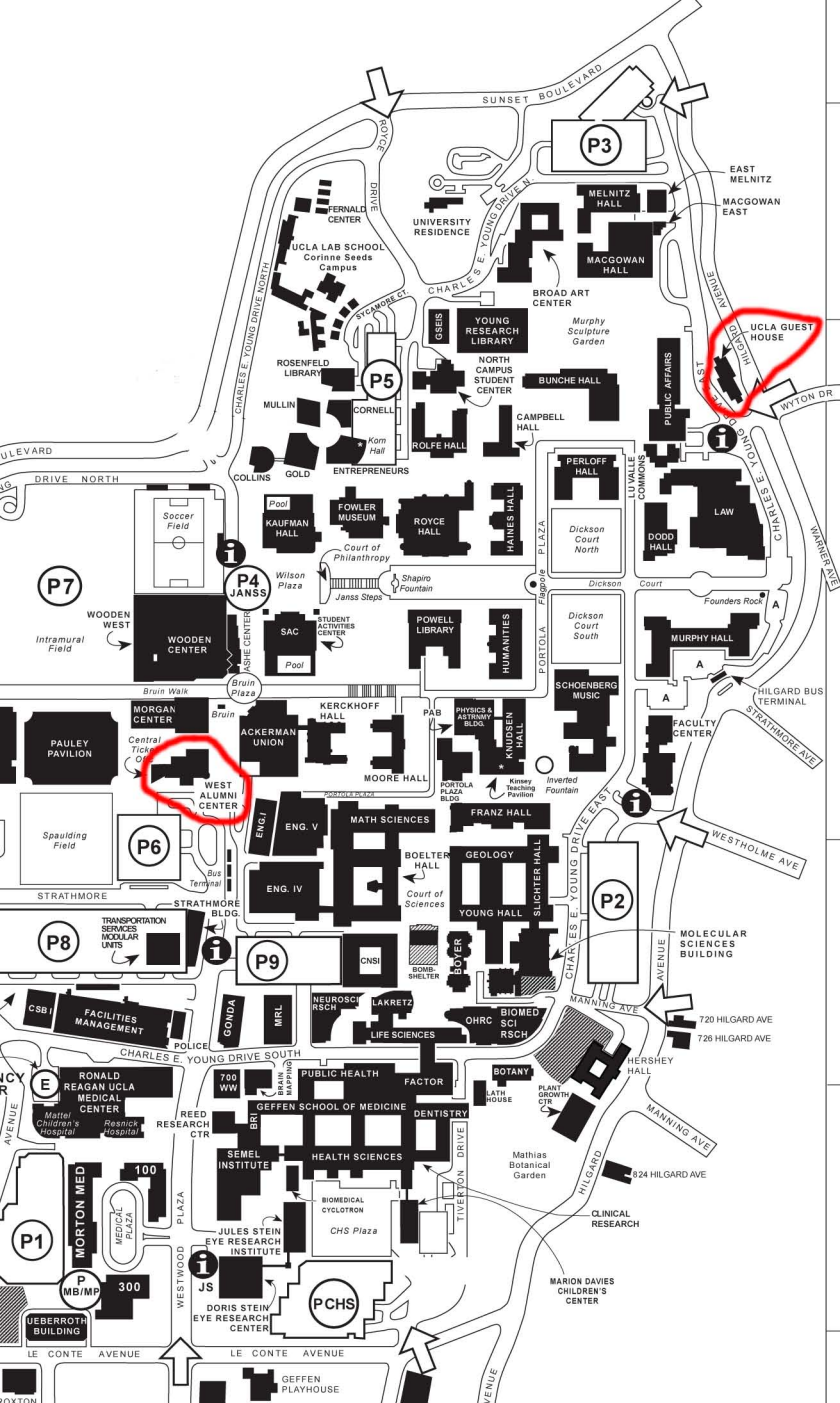 SUNSET BOULEVARD
P3
ROYCE
DRIVE
EAST
MELNITZ
MELNITZ
HALL
MACGOWAN
EAST
FERNALD
CENTER
UNIVERSITY
RESIDENCE
CHARLES E. YOUNG DRIVE N.
MACGOWAN
HALL
UCLA LAB SCHOOL
Corinne Seeds
Campus
BROAD ART
CENTER
SYCAMORE CT.
CHARLES E. YOUNG DRIVE NORTH
GSEIS
YOUNG
RESEARCH
LIBRARY
Murphy
Sculpture
Garden
HILGARD
AVENUE
UCLA GUEST
HOUSE
ROSENFELD
LIBRARY
P5
NORTH
CAMPUS
STUDENT
CENTER
BUNCHE HALL
PUBLIC AFFAIRS
WYTON DR
MULLIN
CORNELL
Korn
Hall
CAMPBELL
HALL
ROLFE HALL
ULEVARD
DRIVE NORTH
COLLINS
GOLD
ENTREPRENEURS
PERLOFF
HALL
LU VALLE
COMMONS
CHARLES E. YOUNG DRIVE EAST
Soccer
Field
Pool
KAUFMAN
HALL
FOWLER
MUSEUM
ROYCE
HALL
HAINES HALL
PLAZA
Dickson
Court
North
DODD
HALL
LAW
WARNER AVE
Court of
Philanthropy
P7
P4
JANSS
Wilson
Plaza
Janss Steps
Shapiro
Fountain
Flagpole
Dickson Court
Founders Rock
A
WOODEN
WEST
Intramural
Field
WOODEN
CENTER
ASHE CENTER
SAC
STUDENT
ACTIVITIES
CENTER
Pool
POWELL
LIBRARY
HUMANITIES
PORTOLA
Dickson
Court
South
MURPHY HALL
A
A
Bruin Walk
Bruin
Plaza
HILGARD BUS
TERMINAL
STRATHMORE AVE
MORGAN
CENTER
Bruin
KERCKHOFF
HALL
PAB
PHYSICS &
ASTRNMY
BLDG.
KNUDSEN
HALL
SCHOENBERG
MUSIC
FACULTY
CENTER
PAULEY
PAVILION
ACKERMAN
UNION
WEST
ALUMNI
CENTER
MOORE HALL
PORTOLA PLAZA
PORTOLA
PLAZA
BLDG
Kinsey
Teaching
Pavilion
Inverted
Fountain
Spaulding
Field
P6
ENG.I
ENG. V
MATH SCIENCES
FRANZ HALL
WESTHOLME AVE
Bus
Terminal
BOELTER
HALL
GEOLOGY
SLICHTER HALL
CHARLES E. YOUNG DRIVE EAST
STRATHMORE
ENG. IV
Court of
Sciences
YOUNG HALL
P2
STRATHMORE
BLDG.
P8
TRANSPORTATION
SERVICES
MODULAR
UNITS
P9
CNSI
BOMB-
SHELTER
BOYER
MOLECULAR
SCIENCES
BUILDING
AVENUE
CSB I
FACILITIES
MANAGEMENT
GONDA
MRL
NEUROSCI
RSCH
LAKRETZ
LIFE SCIENCES
OHRC
BIOMED
SCI
RSCH
MANNING AVE
720 HILGARD AVE
726 HILGARD AVE
POLICE
CHARLES E. YOUNG DRIVE SOUTH
HERSHEY
HALL
E
RONALD
REAGAN UCLA
MEDICAL
CENTER
Mattel
Children's
Hospital
Resnick
Hospital
700
WW
BRAIN
MAPPING
PUBLIC HEALTH
FACTOR
BOTANY
LATH
HOUSE
PLANT
GROWTH
CTR
AVENUE
REED
RESEARCH
CTR
BRI
GEFFEN SCHOOL OF MEDICINE
DENTISTRY
MANNING AVE
SEMEL
INSTITUTE
HEALTH SCIENCES
TIVERTON DRIVE
Mathias
Botanical
Garden
HILGARD
824 HILGARD AVE
P1
MORTON MED
100
MEDICAL
PLAZA
WESTWOOD PLAZA
BIOMEDICAL
CYCLOTRON
CHS Plaza
CLINICAL
RESEARCH
JULES STEIN
EYE RESEARCH
INSTITUTE
JS
P
MB/MP
300
DORIS STEIN
EYE RESEARCH
CENTER
P CHS
MARION DAVIES
CHILDREN'S
CENTER
UEBERROTH
BUILDING
LE CONTE AVENUE
LE CONTE AVENUE
GEFFEN
PLAYHOUSE